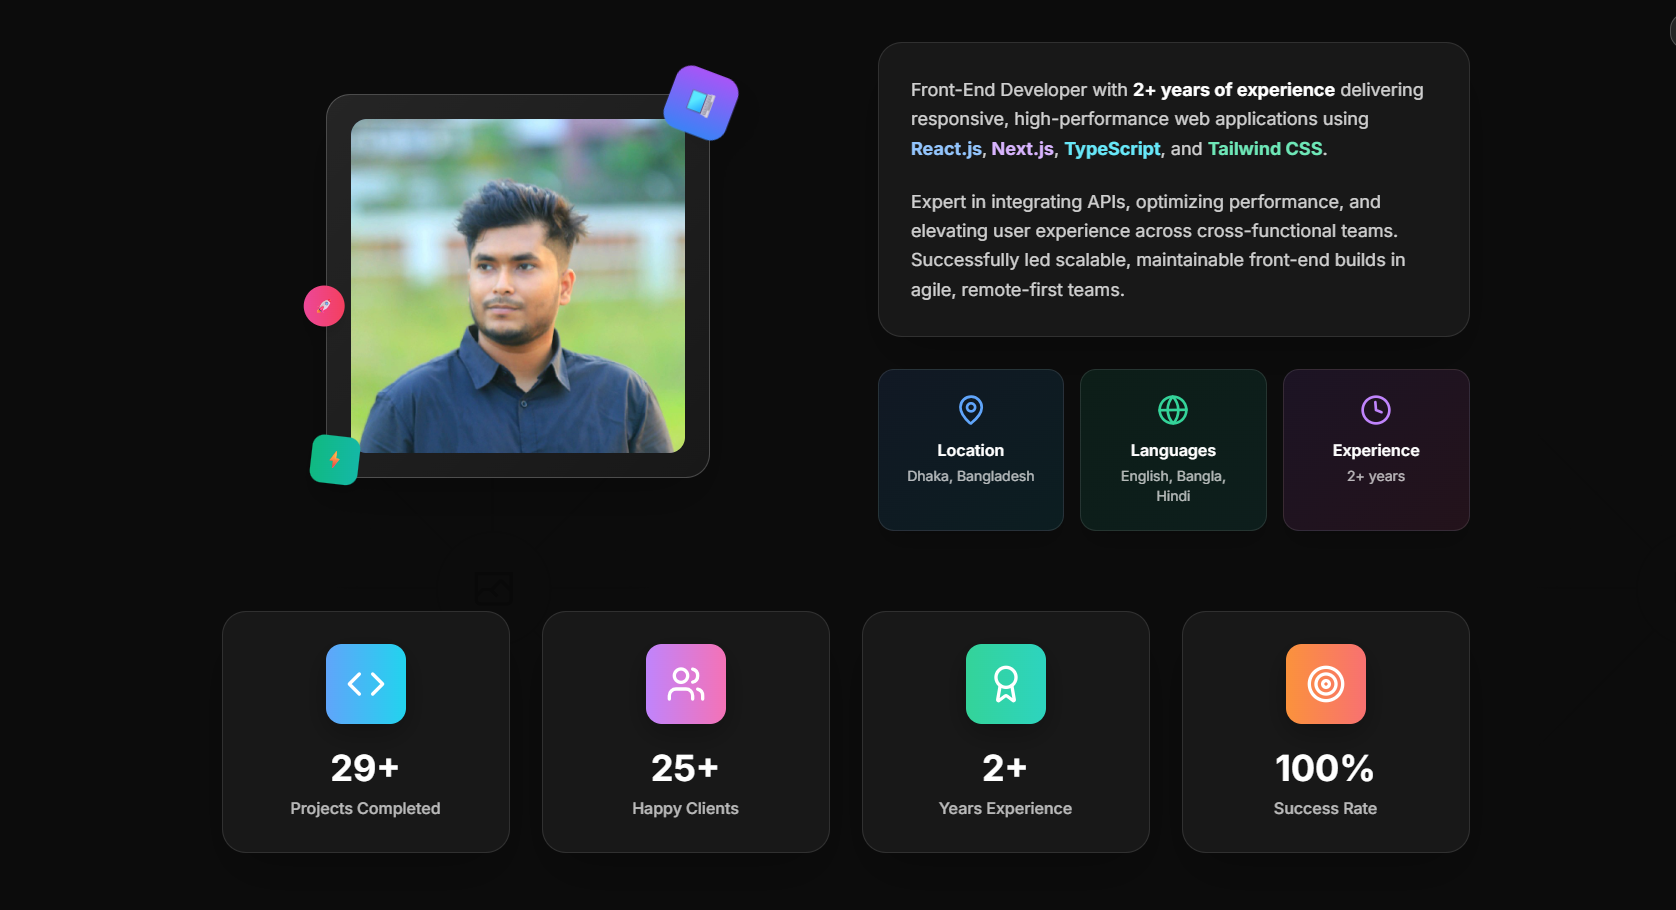 Front-End Developer with 2+ years of experience delivering
responsive, high-performance web applications using
React.js, Next.js, TypeScript, and Tailwind CSS.
Expert in integrating APIs, optimizing performance, and
elevating user experience across cross-functional teams.
Successfully led scalable, maintainable front-end builds in
agile, remote-first teams.
Location
Dhaka, Bangladesh
Languages
English, Bangla,
Hindi
Experience
2+ years
29+
Projects Completed
25+
Happy Clients
2+
Years Experience
100%
Success Rate